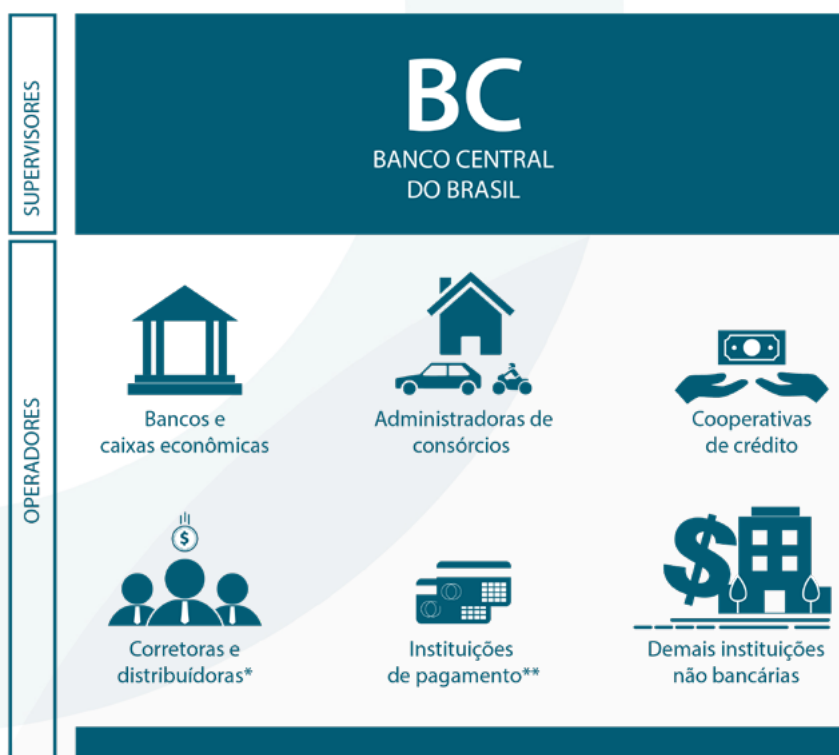 SUPERVISORES
BC
BANCO CENTRAL
DO BRASIL
OPERADORES
Bancos e
caixas econômicas
Administradoras de
consórcios
Cooperativas
de crédito
$
Corretoras e
distribuídoras*
Instituições
de pagamento**
$
Demais instituições
não bancárias